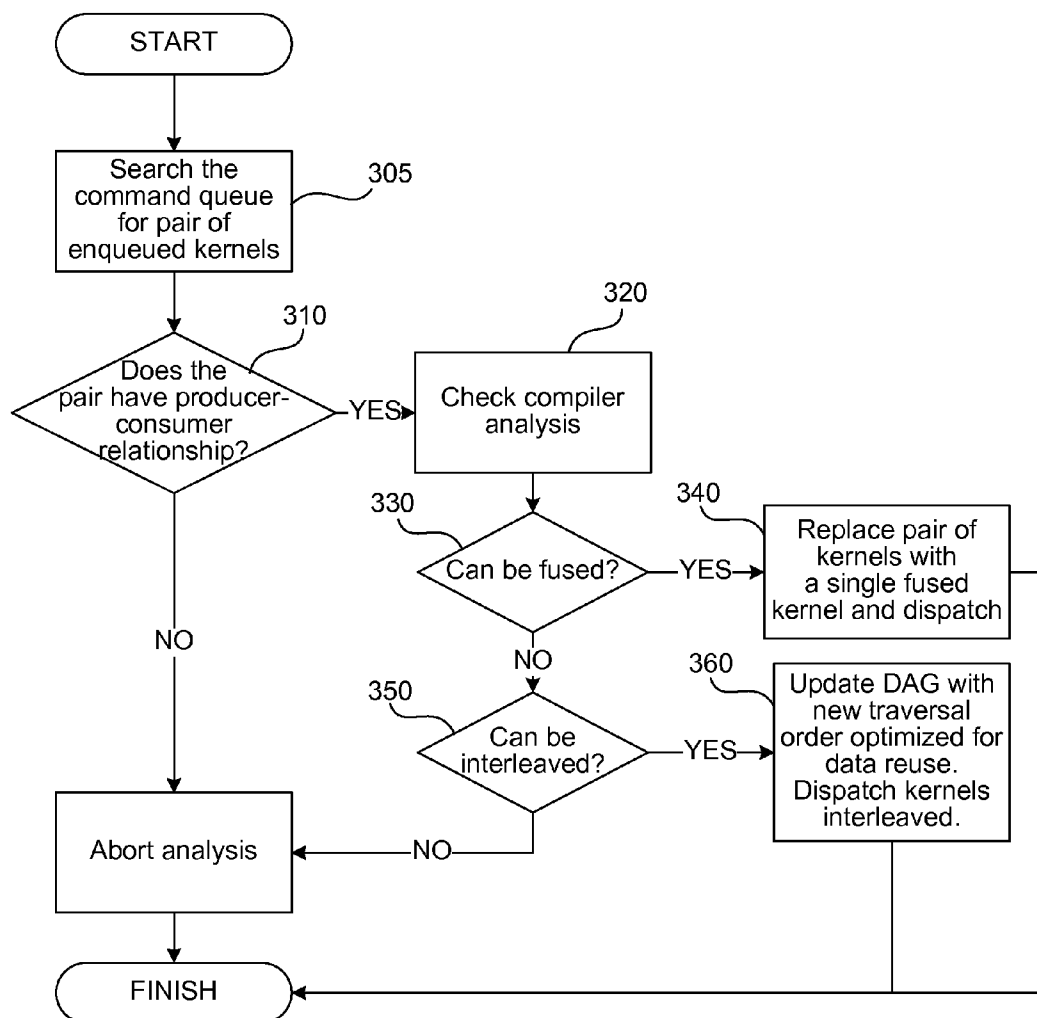 START
Search the
command queue
for pair of
enqueued kernels
305
310
Does the
pair have producer-
consumer
relationship?
YES
320
Check compiler
analysis
330
Can be fused?
YES
340
Replace pair of
kernels with
a single fused
kernel and dispatch
NO
NO
350
Can be
interleaved?
YES
360
Update DAG with
new traversal
order optimized for
data reuse.
Dispatch kernels
interleaved.
NO
Abort analysis
FINISH